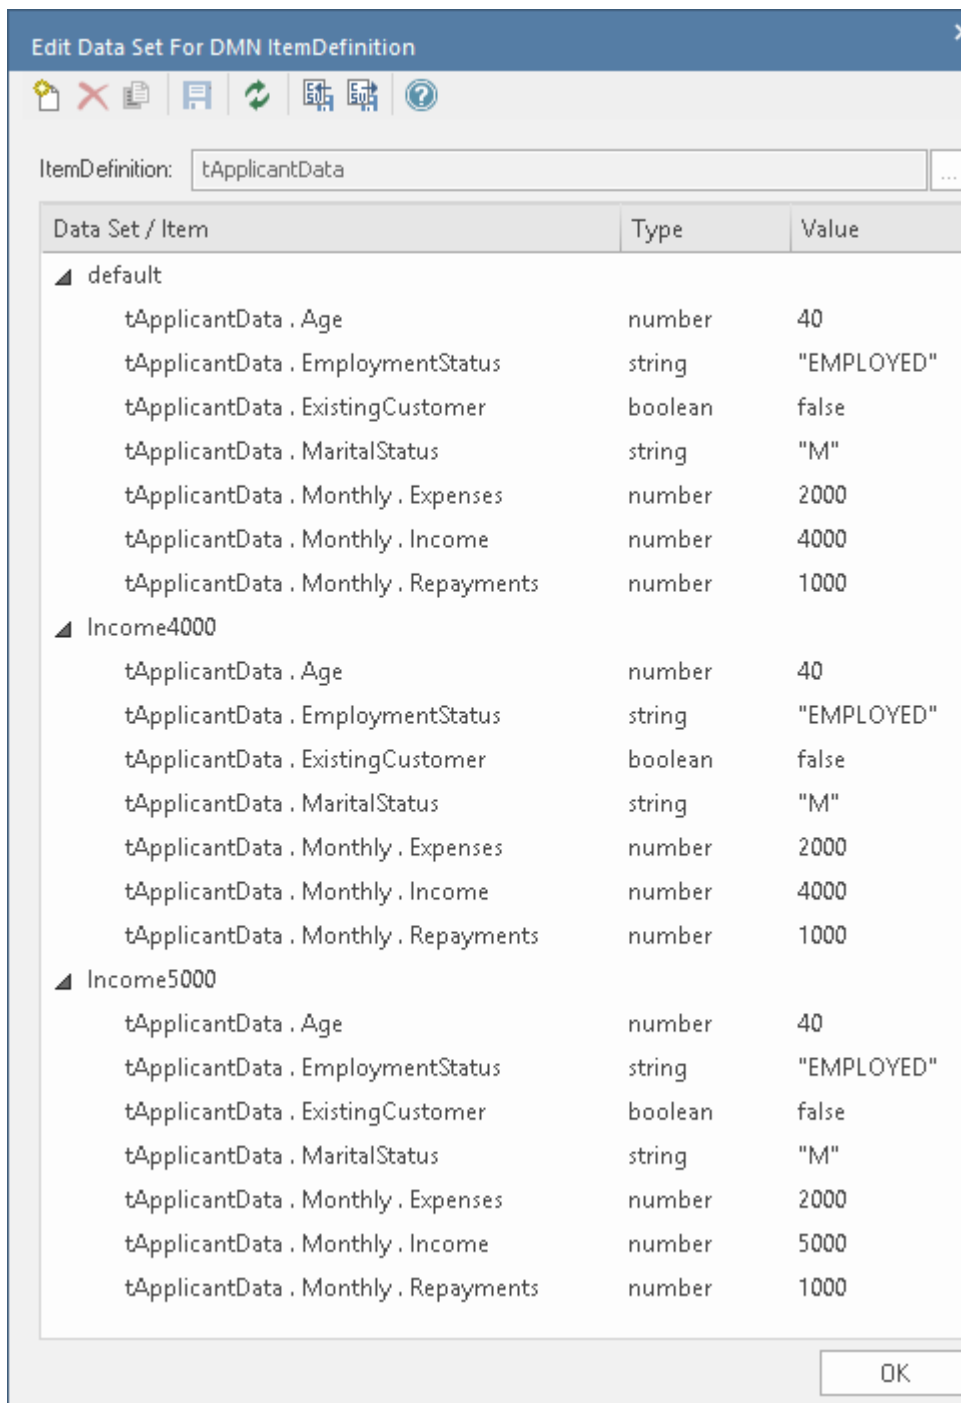 Edit Data Set For DMN ItemDefinition
ItemDefinition: tApplicantData ...
Data Set / Item Type Value
default
tApplicantData . Age number 40
tApplicantData . EmploymentStatus string "EMPLOYED"
tApplicantData . ExistingCustomer boolean false
tApplicantData . MaritalStatus string "M"
tApplicantData . Monthly . Expenses number 2000
tApplicantData . Monthly . Income number 4000
tApplicantData . Monthly . Repayments number 1000
Income4000
tApplicantData . Age number 40
tApplicantData . EmploymentStatus string "EMPLOYED"
tApplicantData . ExistingCustomer boolean false
tApplicantData . MaritalStatus string "M"
tApplicantData . Monthly . Expenses number 2000
tApplicantData . Monthly . Income number 4000
tApplicantData . Monthly . Repayments number 1000
Income5000
tApplicantData . Age number 40
tApplicantData . EmploymentStatus string "EMPLOYED"
tApplicantData . ExistingCustomer boolean false
tApplicantData . MaritalStatus string "M"
tApplicantData . Monthly . Expenses number 2000
tApplicantData . Monthly . Income number 5000
tApplicantData . Monthly . Repayments number 1000
OK